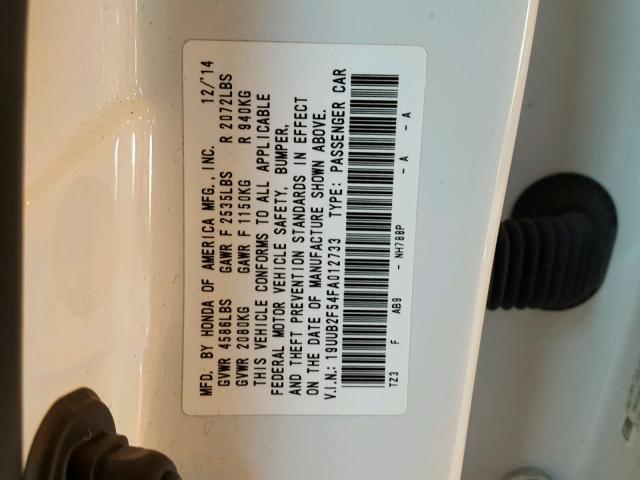 MFD. BY HONDA OF AMERICA MFG., INC. 12/'14
GVWR 4586LBS GAWR F 2535LBS R 2072LBS
GVWR 2080KG GAWR F 1150KG R 940KG
THIS VEHICLE CONFORMS TO ALL APPLICABLE
FEDERAL MOTOR VEHICLE SAFETY, BUMPER,
AND THEFT PREVENTION STANDARDS IN EFFECT
ON THE DATE OF MANUFACTURE SHOWN ABOVE.
V.I.N.: 19UUB2F54FA012733 TYPE: PASSENGER CAR
TZ3 F AB9 - NH788P - A - A